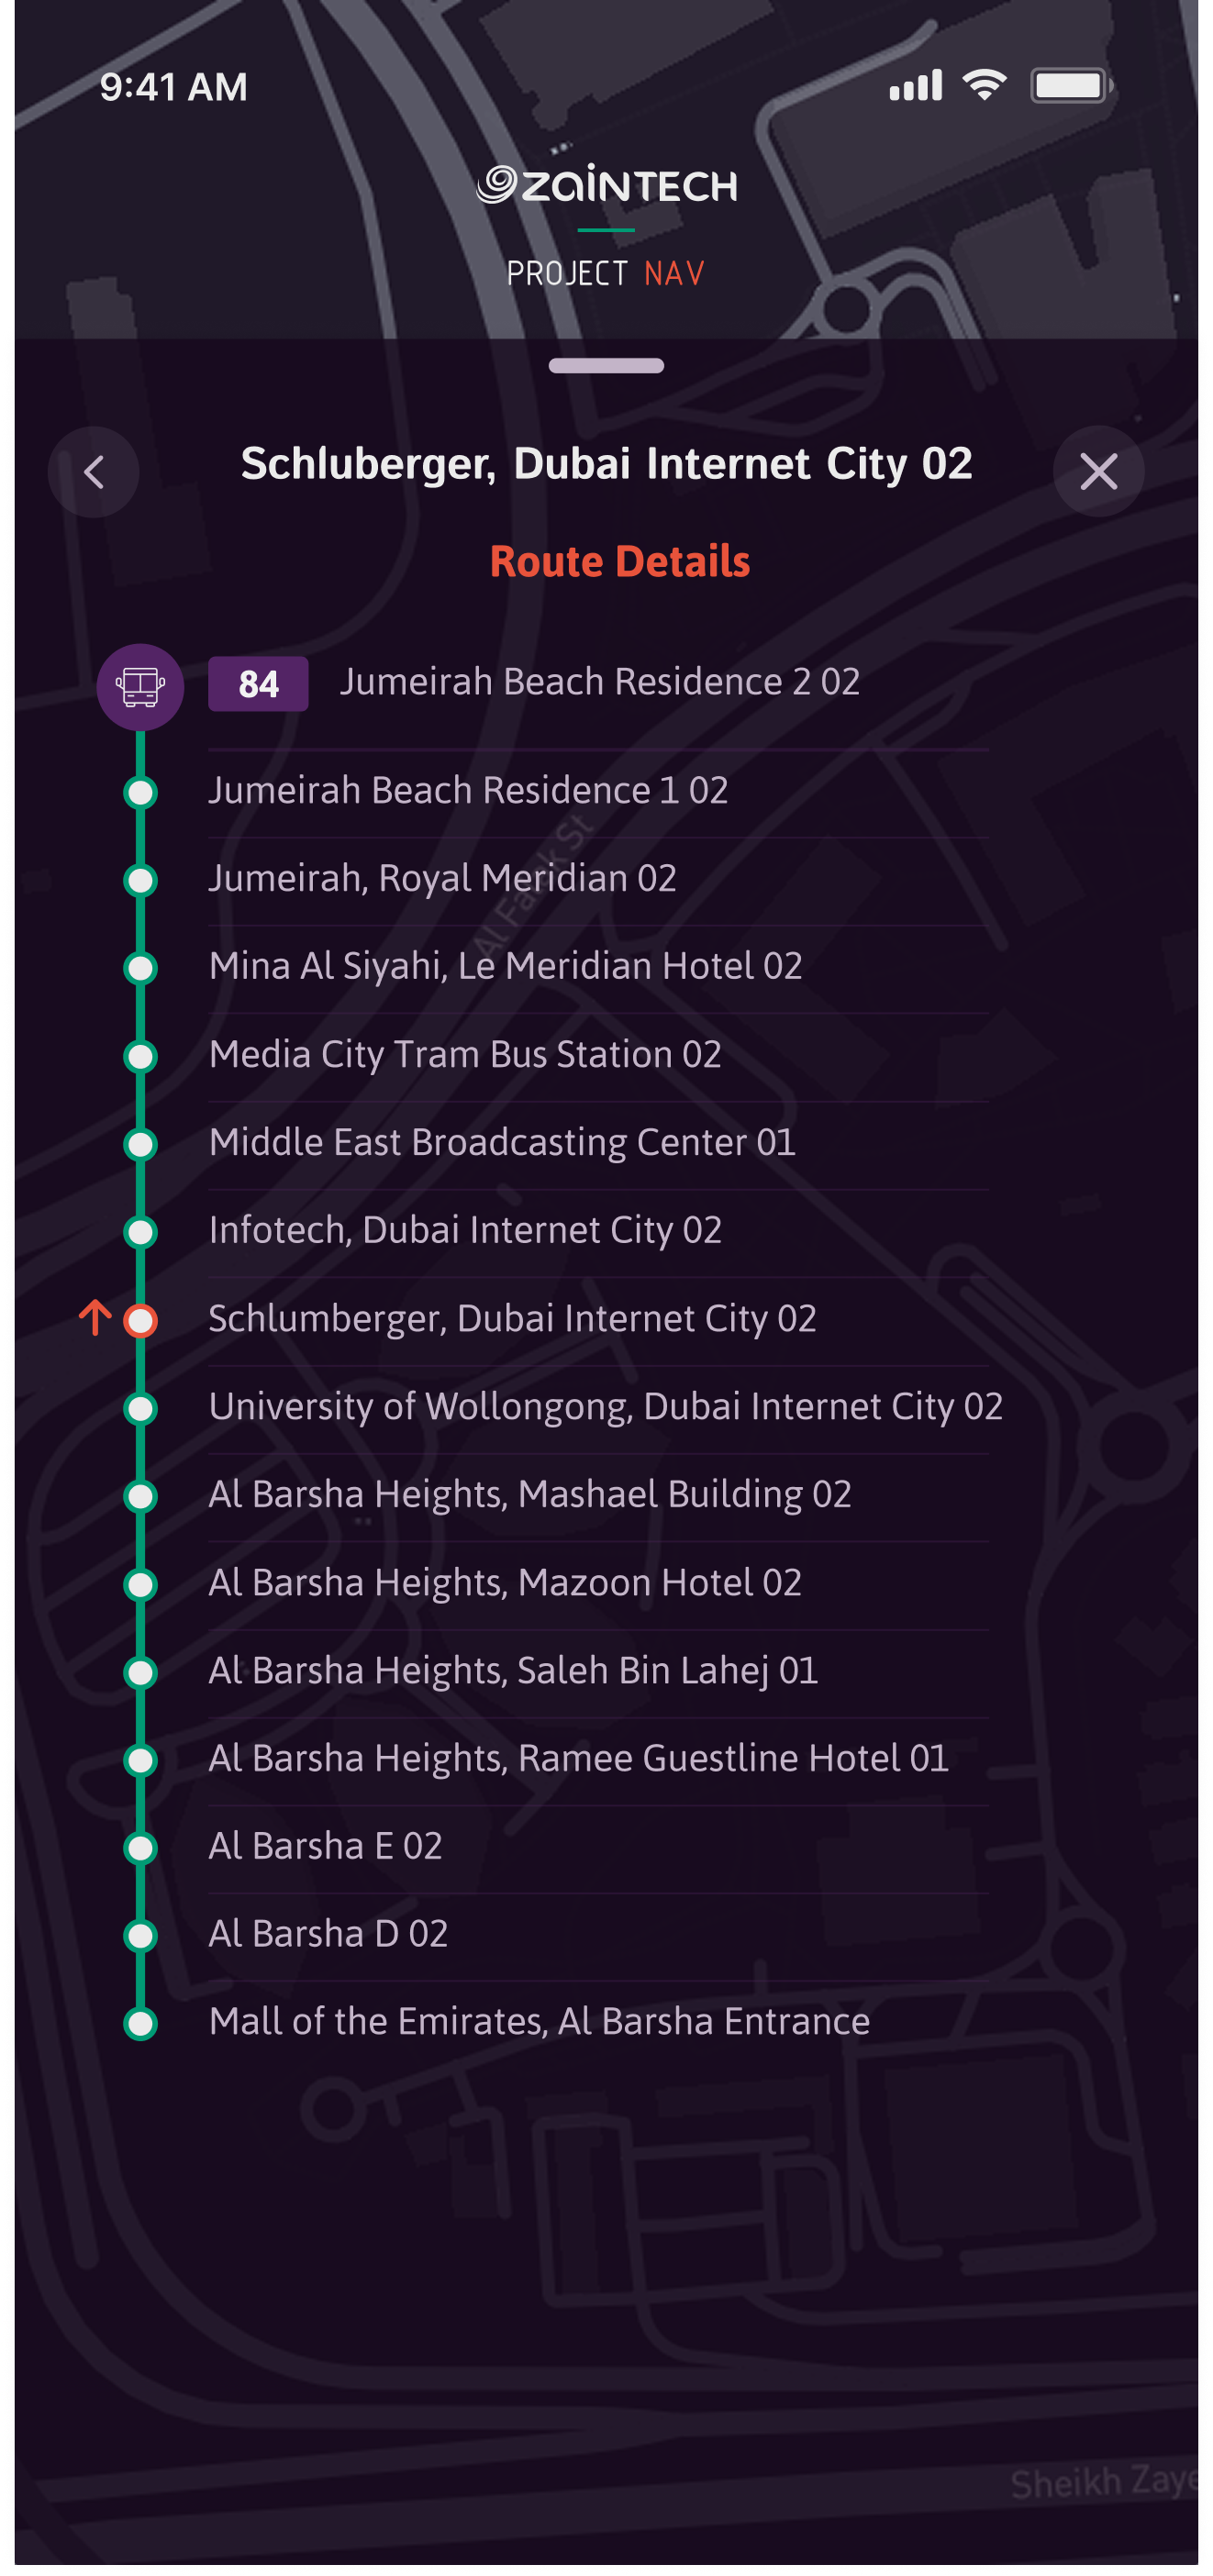 9:41 AM
zainTECH
PROJECT NAV
Schluberger, Dubai Internet City 02
Route Details
84 Jumeirah Beach Residence 2 02
Jumeirah Beach Residence 1 02
Jumeirah, Royal Meridian 02
Al Falak St
Mina Al Siyahi, Le Meridian Hotel 02
Media City Tram Bus Station 02
Middle East Broadcasting Center 01
Infotech, Dubai Internet City 02
Schlumberger, Dubai Internet City 02
University of Wollongong, Dubai Internet City 02
Al Barsha Heights, Mashael Building 02
Al Barsha Heights, Mazoon Hotel 02
Al Barsha Heights, Saleh Bin Lahej 01
Al Barsha Heights, Ramee Guestline Hotel 01
Al Barsha E 02
Al Barsha D 02
Mall of the Emirates, Al Barsha Entrance
Sheikh Zaye